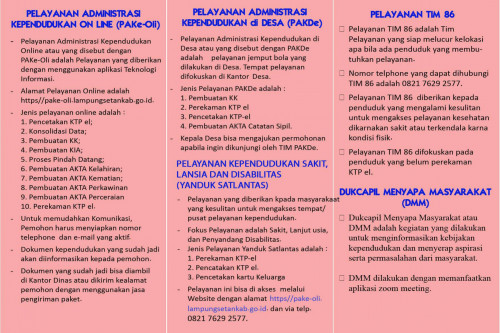 PELAYANAN ADMINISTRASI
KEPENDUDUKAN ON LINE (PAKe-Oli)
- Pelayanan Administrasi Kependudukan
Online atau yang disebut dengan
PAKe-Oli adalah Pelayanan yang diberikan
dengan menggunakan aplikasi Teknologi
Informasi.
- Alamat Pelayanan Online adalah
https//pake-oli.lampungsetankab.go.id.
- Jenis pelayanan online adalah :
1. Pencetakan KTP el;
2. Konsolidasi Data;
3. Pembuatan KK;
4. Pembuatan KIA;
5. Proses Pindah Datang;
6. Pembuatan AKTA Kelahiran;
7. Pembuatan AKTA Kematian;
8. Pembuatan AKTA Perkawinan
9. Pembuatan AKTA Perceraian
10. Perekaman KTP el.
- Untuk memudahkan Komunikasi,
Pemohon harus menyiapkan nomor
telephone dan e-mail yang aktif.
- Dokumen kependudukan yang sudah jadi
akan diinformasikan kepada pemohon.
- Dokumen yang sudah jadi bisa diambil
di Kantor Dinas atau dikirim kealamat
pemohon dengan menggunakan jasa
pengiriman paket.
PELAYANAN ADMINISTRASI
KEPENDUDUKAN di DESA (PAKDe)
- Pelayanan Administrasi Kependudukan di
Desa atau yang disebut dengan PAKDe
adalah pelayanan jemput bola yang
dilakukan di Desa. Tempat pelayanan
difokuskan di Kantor Desa.
- Jenis Pelayanan PAKDe adalah :
1. Pembuatan KK
2. Perekaman KTP el
3 Pencetakan KTP-el
4. Pembuatan AKTA Catatan Sipil.
- Kepala Desa bisa mengajukan permohonan
apabila ingin dikunjungi oleh TIM PAKDe.
PELAYANAN KEPENDUDUKAN SAKIT,
LANSIA DAN DISABILITAS
(YANDUK SATLANTAS)
- Pelayanan yang diberikan kpada masyarakaat
yang kesulitan untuk mengakses tempat/
pusat pelayanan kependudukan.
- Fokus Pelayanan adalah Sakit, Lanjut usia,
dan Penyandang Disabilitas.
- Jenis Pelayanan Yanduk Satlantas adalah :
1. Perekaman KTP-el
2. Pencatakan KTP el.
3 Pencetakan kartu Keluarga
- Pelayanan ini bisa di akses melalui
Website dengan alamat https//pake-oli.
lampungsetankab.go.id. dan via telp.
0821 7629 2577.
PELAYANAN TIM 86
□ Pelayanan TIM 86 adalah Tim
Pelayanan yang siap melucur kelokasi
apa bila ada penduduk yang membu-
tuhkan pelayanan.
□ Nomor telphone yang dapat dihubungi
TIM 86 adalah 0821 7629 2577.
□ Pelayanan TIM 86 diberikan kepada
penduduk yang mengalami kesulitan
untuk mengakses pelayanan kesehatan
dikarnakan sakit atau terkendala karna
kondisi fisik.
□ Pelayanan TIM 86 difokuskan pada
penduduk yang belum perekaman
KTP el.
DUKCAPIL MENYAPA MASYARAKAT
(DMM)
□ Dukcapil Menyapa Masyarakat atau
DMM adalah kegiatan yang dilakukan
untuk menginformasikan kebijakan
kependudukan dan menyerap aspirasi
serta permasalahan dari masyarakat.
□ DMM dilakukan dengan memanfaatkan
aplikasi zoom meeting.